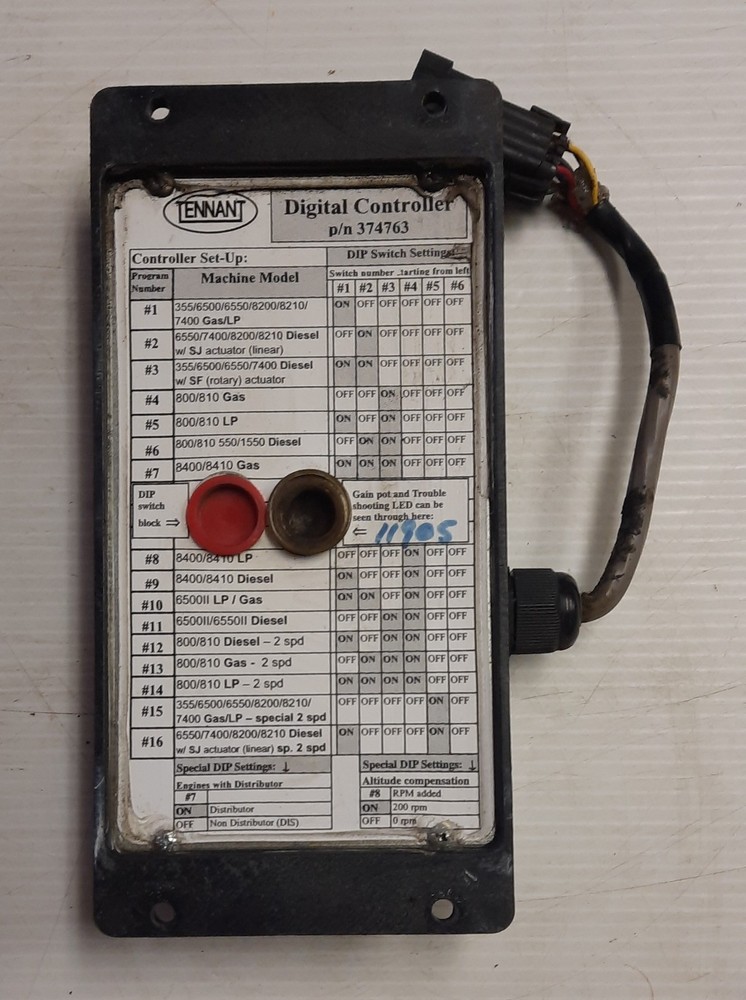 TENNANT
Digital Controller
p/n 374763
Controller Set-Up: DIP Switch Settings
Program Number Machine Model Switch number starting from left
#1 #2 #3 #4 #5 #6
#1 355/6500/6550/8200/8210/ ON OFF OFF OFF OFF OFF
7400 Gas/LP
#2 6550/7400/8200/8210 Diesel OFF ON OFF OFF OFF OFF
w/ SJ actuator (linear)
#3 355/6500/6550/7400 Diesel ON ON OFF OFF OFF OFF
w/ SF (rotary) actuator
#4 800/810 Gas OFF OFF ON OFF OFF OFF
#5 800/810 LP ON OFF ON OFF OFF OFF
#6 800/810 550/1550 Diesel OFF ON ON OFF OFF OFF
#7 8400/8410 Gas ON ON ON OFF OFF OFF
DIP
switch
block ⇒
Gain pot and Trouble
shooting LED can be
seen through here:
⇐ 11905
#8 8400/8410 LP OFF OFF OFF ON OFF OFF
#9 8400/8410 Diesel ON OFF OFF ON OFF OFF
#10 6500II LP / Gas ON ON OFF ON OFF OFF
#11 6500II/6550II Diesel OFF OFF ON ON OFF OFF
#12 800/810 Diesel – 2 spd ON OFF ON ON OFF OFF
#13 800/810 Gas - 2 spd OFF ON ON ON OFF OFF
#14 800/810 LP – 2 spd ON ON ON ON OFF OFF
#15 355/6500/6550/8200/8210/ OFF OFF OFF OFF ON OFF
7400 Gas/LP – special 2 spd
#16 6550/7400/8200/8210 Diesel ON OFF OFF OFF ON OFF
w/ SJ actuator (linear) sp. 2 spd
Special DIP Settings: ↓
Engines with Distributor
#7
ON Distributor
OFF Non Distributor (DIS)
Special DIP Settings: ↓
Altitude compensation
#8 RPM added
ON 200 rpm
OFF 0 rpm